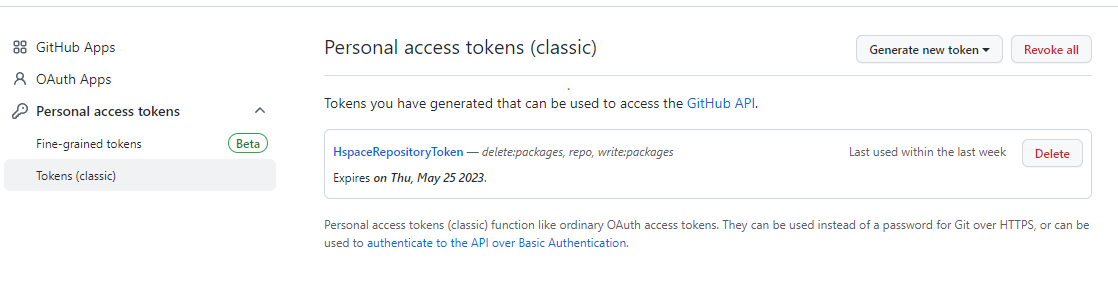 GitHub Apps
OAuth Apps
Personal access tokens
Fine-grained tokens Beta
Tokens (classic)
Personal access tokens (classic)
Generate new token
Revoke all
Tokens you have generated that can be used to access the GitHub API.
HspaceRepositoryToken — delete:packages, repo, write:packages
Last used within the last week
Delete
Expires on Thu, May 25 2023.
Personal access tokens (classic) function like ordinary OAuth access tokens. They can be used instead of a password for Git over HTTPS, or can be
used to authenticate to the API over Basic Authentication.